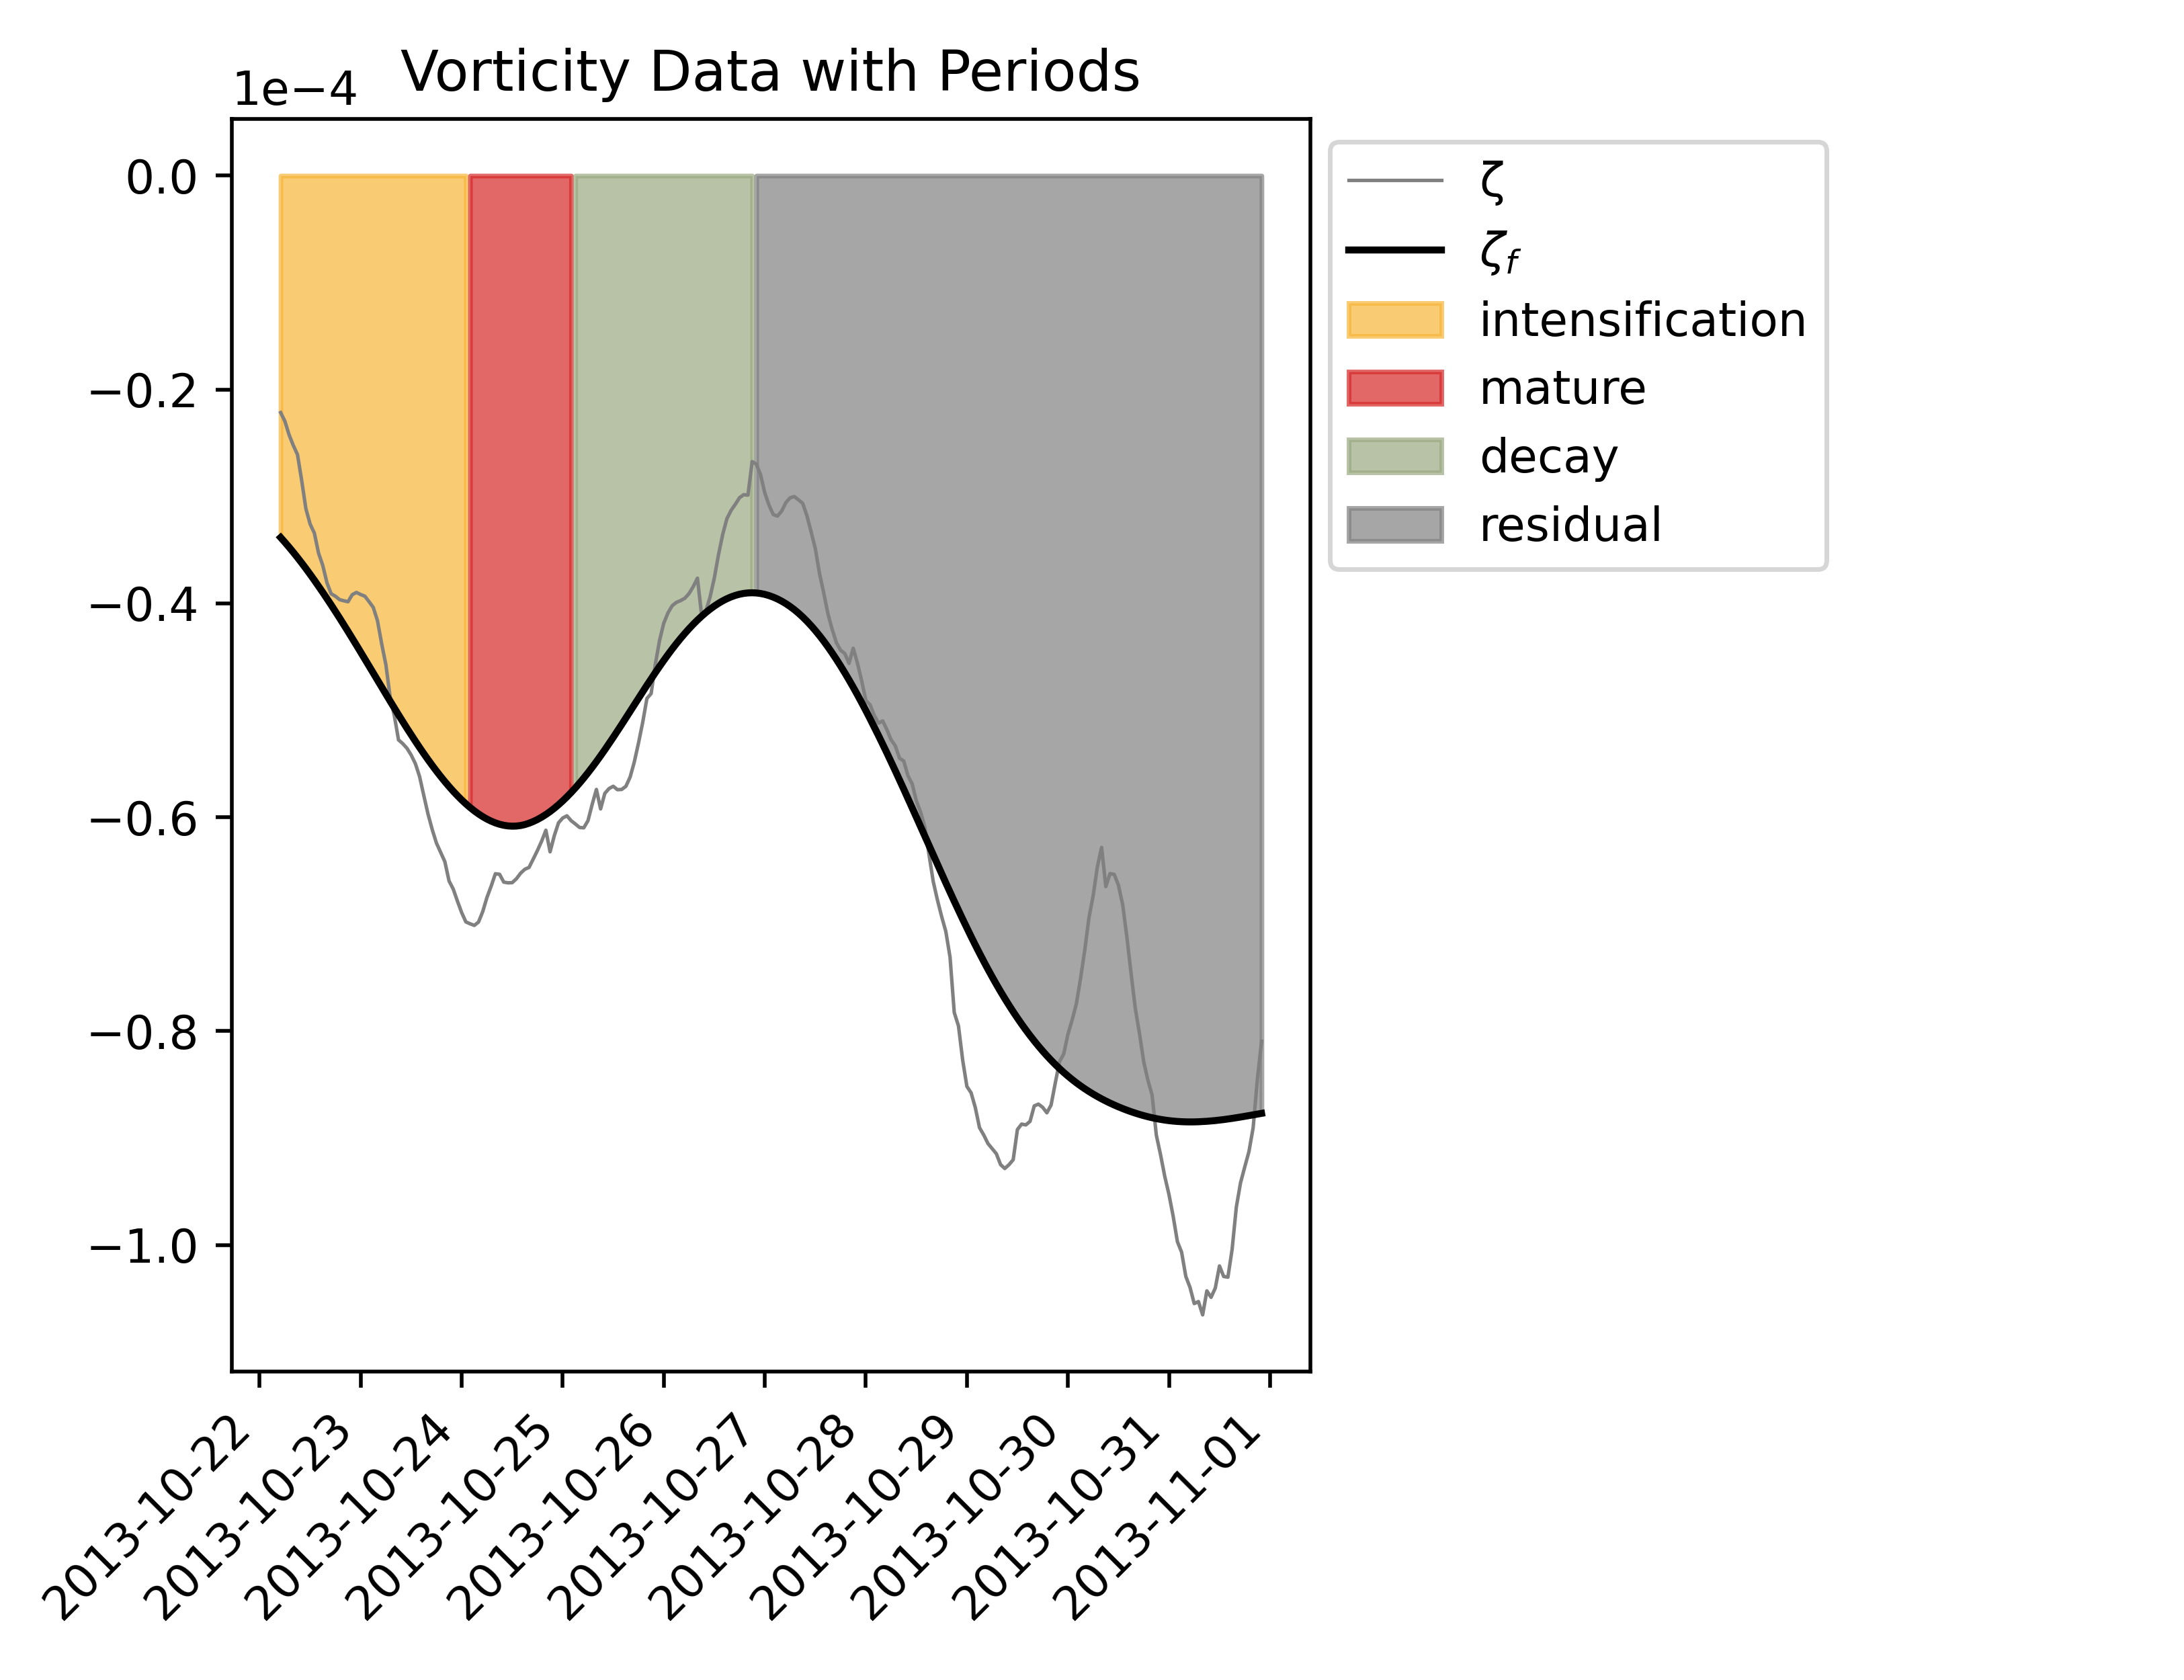 Vorticity Data with Periods
1e−4
0.0
−0.2
−0.4
−0.6
−0.8
−1.0
2013-10-22
2013-10-23
2013-10-24
2013-10-25
2013-10-26
2013-10-27
2013-10-28
2013-10-29
2013-10-30
2013-10-31
2013-11-01
ζ
ζf
intensification
mature
decay
residual